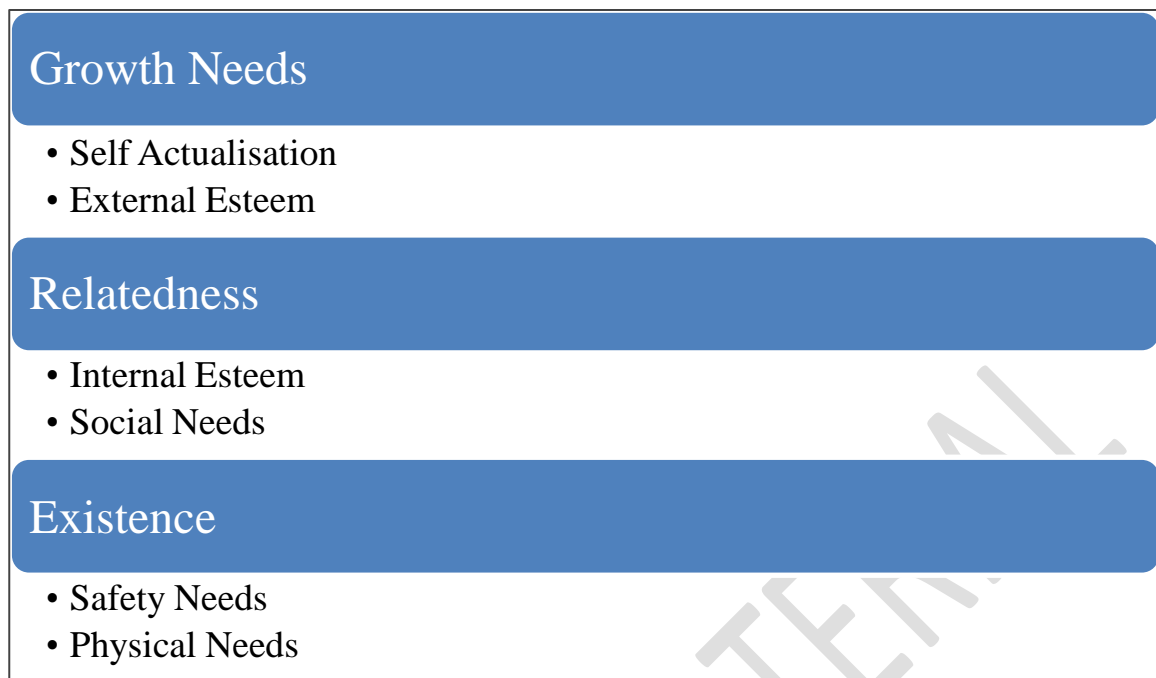 Growth Needs
• Self Actualisation
• External Esteem
Relatedness
• Internal Esteem
• Social Needs
Existence
• Safety Needs
• Physical Needs